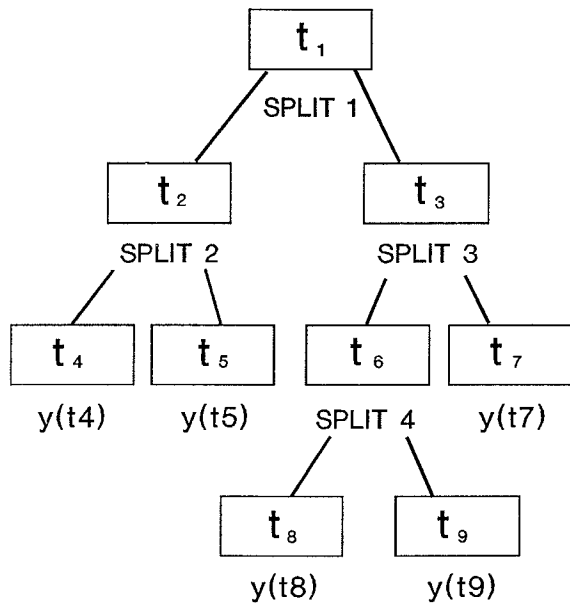 t₁
SPLIT 1
t₂ t₃
SPLIT 2 SPLIT 3
t₄ t₅ t₆ t₇
y(t4) y(t5) SPLIT 4 y(t7)
t₈ t₉
y(t8) y(t9)